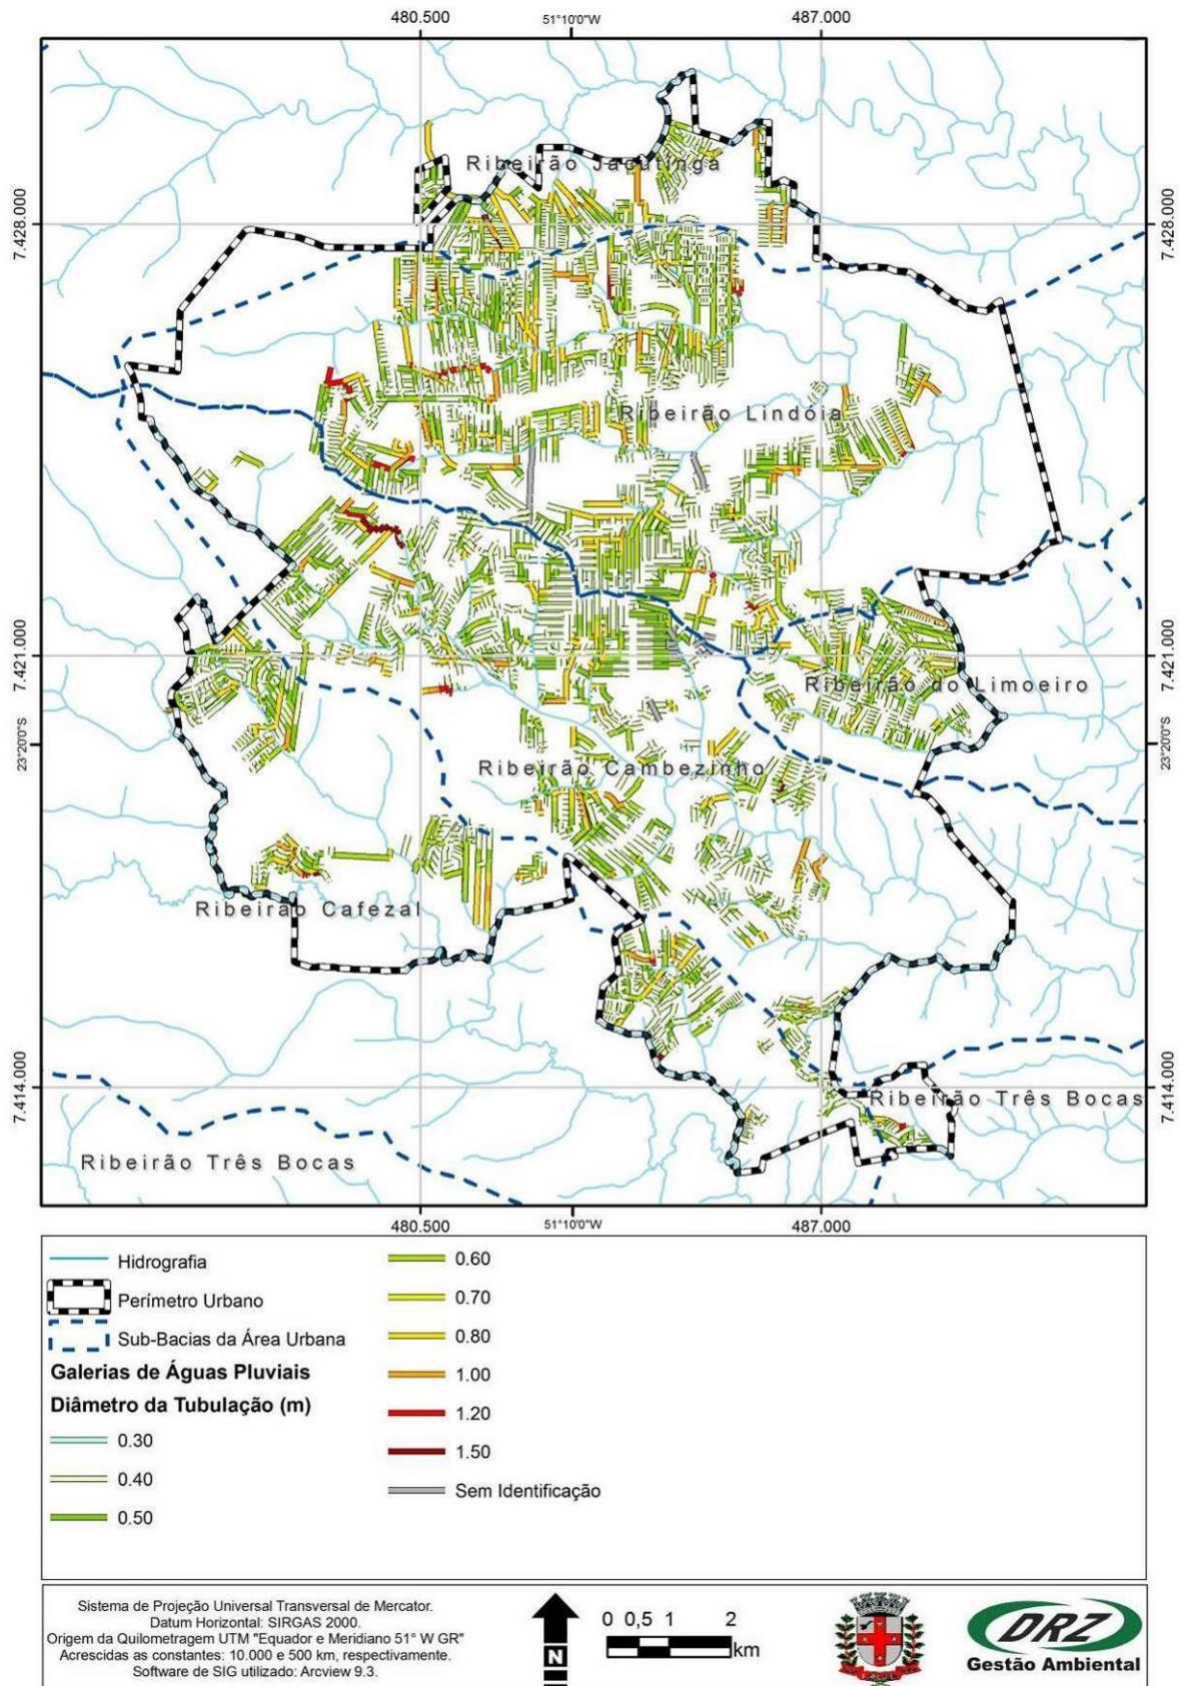 480.500
51°10'0"W
487.000
Ribeirão Jacutinga
7.428.000
7.428.000
Ribeirão Lindóia
7.421.000
7.421.000
Ribeirão do Limoeiro
23°20'0"S
23°20'0"S
Ribeirão Cambezinho
Ribeirão Cafezal
7.414.000
7.414.000
Ribeirão Três Bocas
Ribeirão Três Bocas
480.500
51°10'0"W
487.000
Hidrografia
Perímetro Urbano
Sub-Bacias da Área Urbana
Galerias de Águas Pluviais
Diâmetro da Tubulação (m)
0.30
0.40
0.50
0.60
0.70
0.80
1.00
1.20
1.50
Sem Identificação
Sistema de Projeção Universal Transversal de Mercator.
Datum Horizontal: SIRGAS 2000.
Origem da Quilometragem UTM "Equador e Meridiano 51° W GR"
Acrescidas as constantes: 10.000 e 500 km, respectivamente.
Software de SIG utilizado: Arcview 9.3.
N
0 0,5 1 2
km
DRZ
Gestão Ambiental